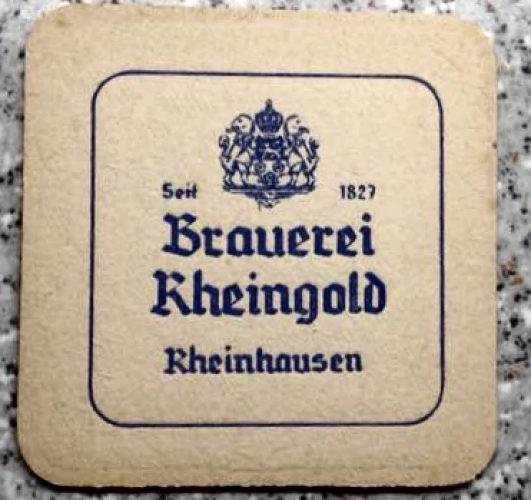 Seit 1827
Brauerei
Rheingold
Rheinhausen